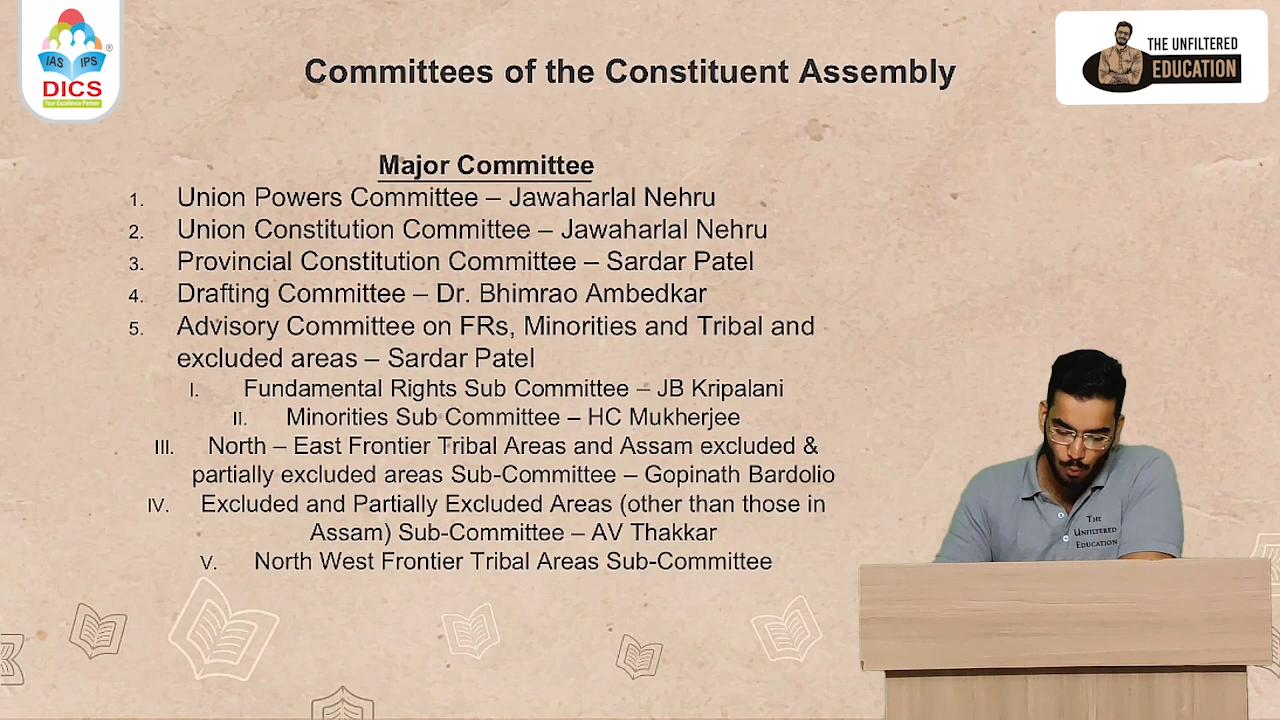 IAS IPS
DICS
Your Excellence Partner
®
THE UNFILTERED
EDUCATION
Committees of the Constituent Assembly
Major Committee
1. Union Powers Committee – Jawaharlal Nehru
2. Union Constitution Committee – Jawaharlal Nehru
3. Provincial Constitution Committee – Sardar Patel
4. Drafting Committee – Dr. Bhimrao Ambedkar
5. Advisory Committee on FRs, Minorities and Tribal and
excluded areas – Sardar Patel
I. Fundamental Rights Sub Committee – JB Kripalani
II. Minorities Sub Committee – HC Mukherjee
III. North – East Frontier Tribal Areas and Assam excluded &
partially excluded areas Sub-Committee – Gopinath Bardolio
IV. Excluded and Partially Excluded Areas (other than those in
Assam) Sub-Committee – AV Thakkar
V. North West Frontier Tribal Areas Sub-Committee
THE
UNFILTERED
EDUCATION